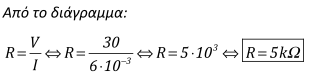 Από το διάγραμμα:
R = V/I ⇔ R = 30/(6·10⁻³) ⇔ R = 5·10³ ⇔ R = 5kΩ